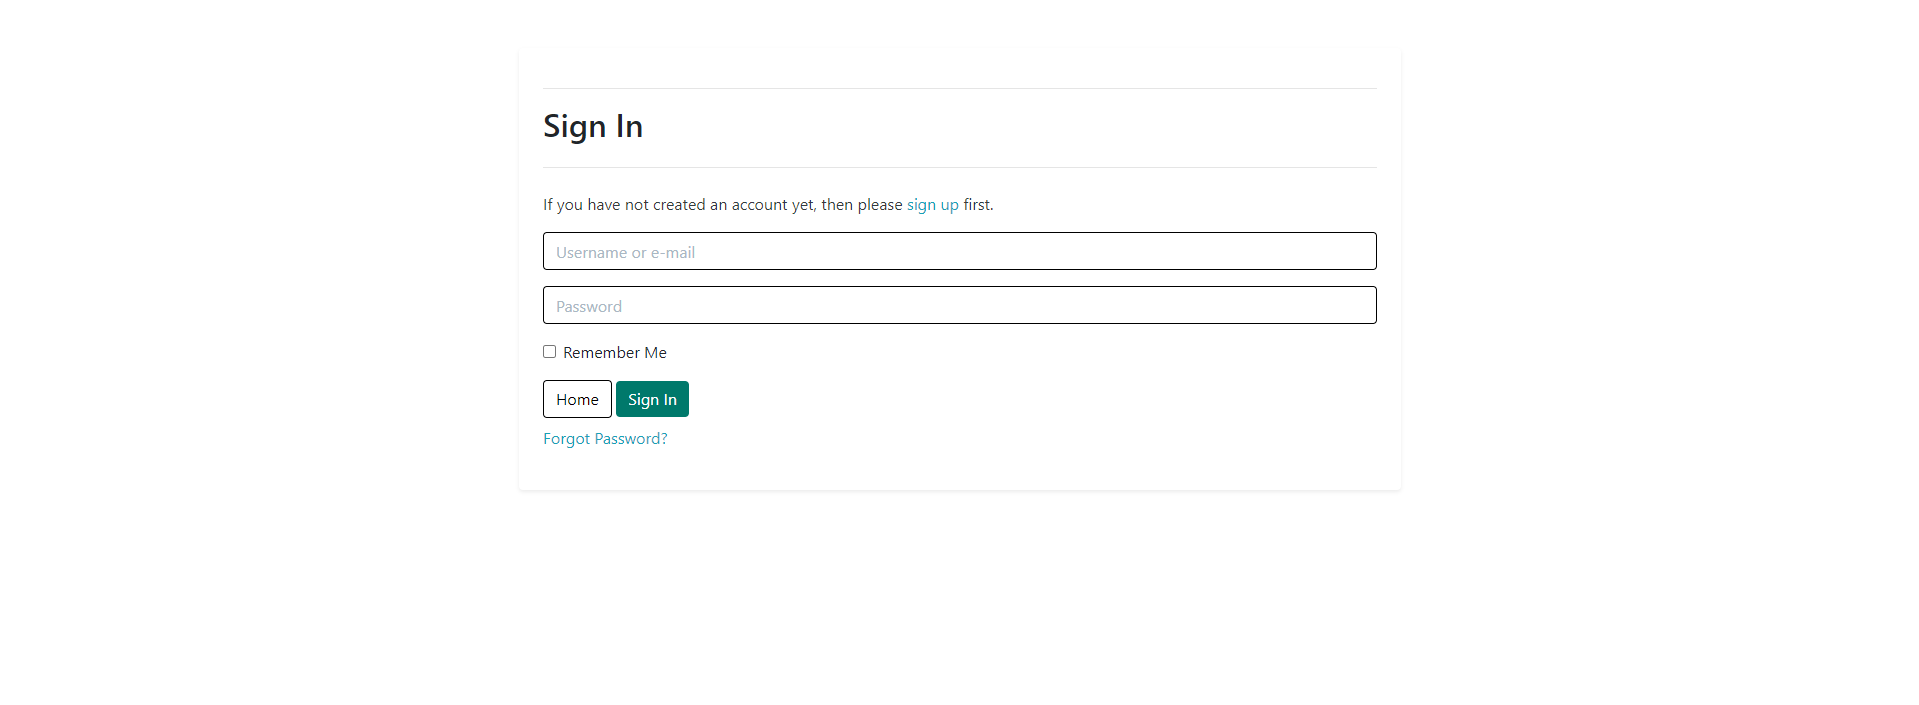 Sign In
If you have not created an account yet, then please sign up first.
Username or e-mail
Password
Remember Me
Home Sign In
Forgot Password?